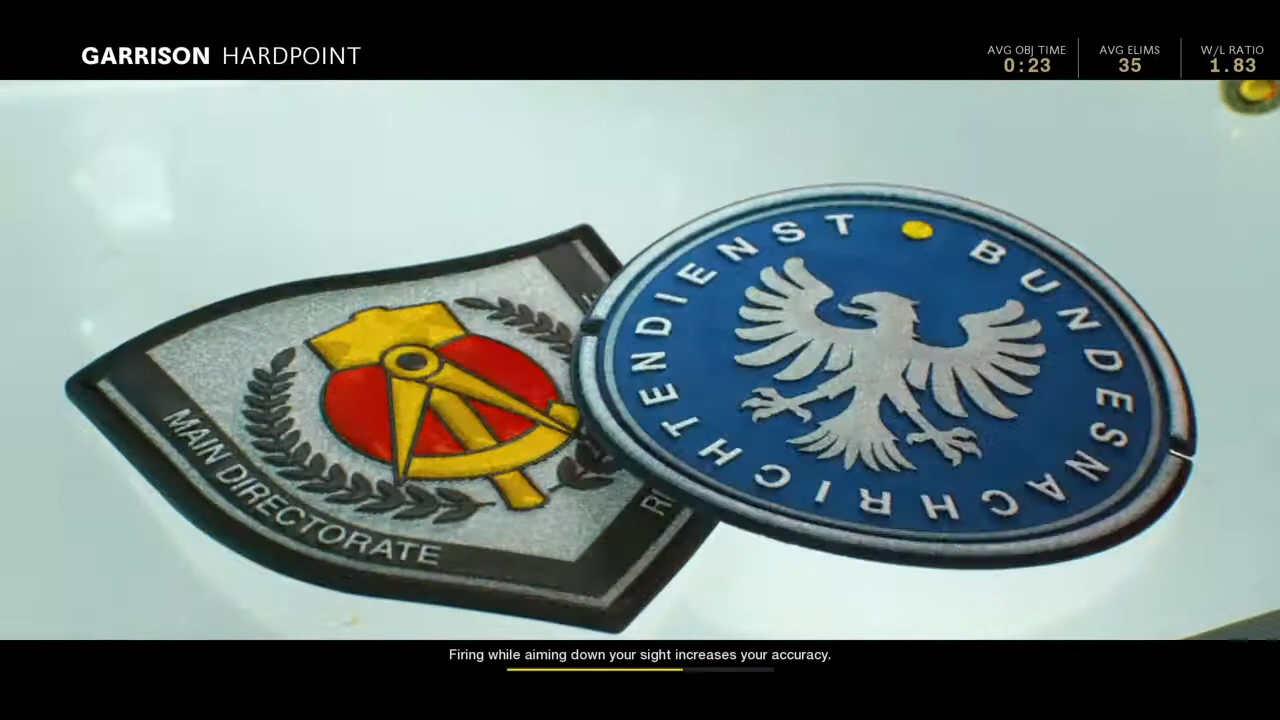 GARRISON HARDPOINT
AVG OBJ TIME
0:23
AVG ELIMS
35
W/L RATIO
1.83
MAIN DIRECTORATE
BUNDESNACHRICHTENDIENST
Firing while aiming down your sight increases your accuracy.